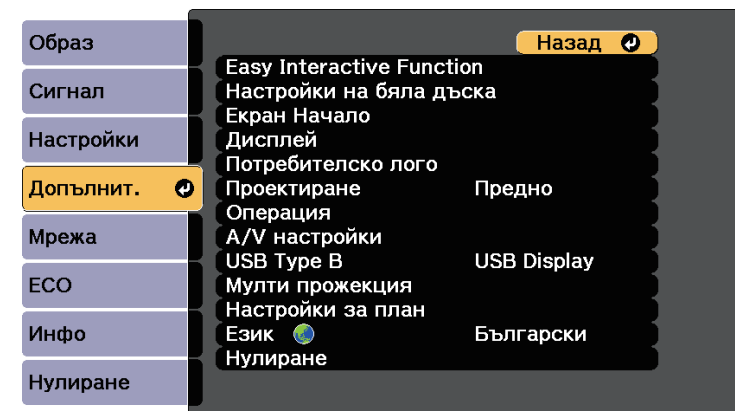 Образ
Сигнал
Настройки
Допълнит.
Мрежа
ECO
Инфо
Нулиране
Назад
Easy Interactive Function
Настройки на бяла дъска
Екран Начало
Дисплей
Потребителско лого
Проектиране Предно
Операция
A/V настройки
USB Type B USB Display
Мулти прожекция
Настройки за план
Език Български
Нулиране